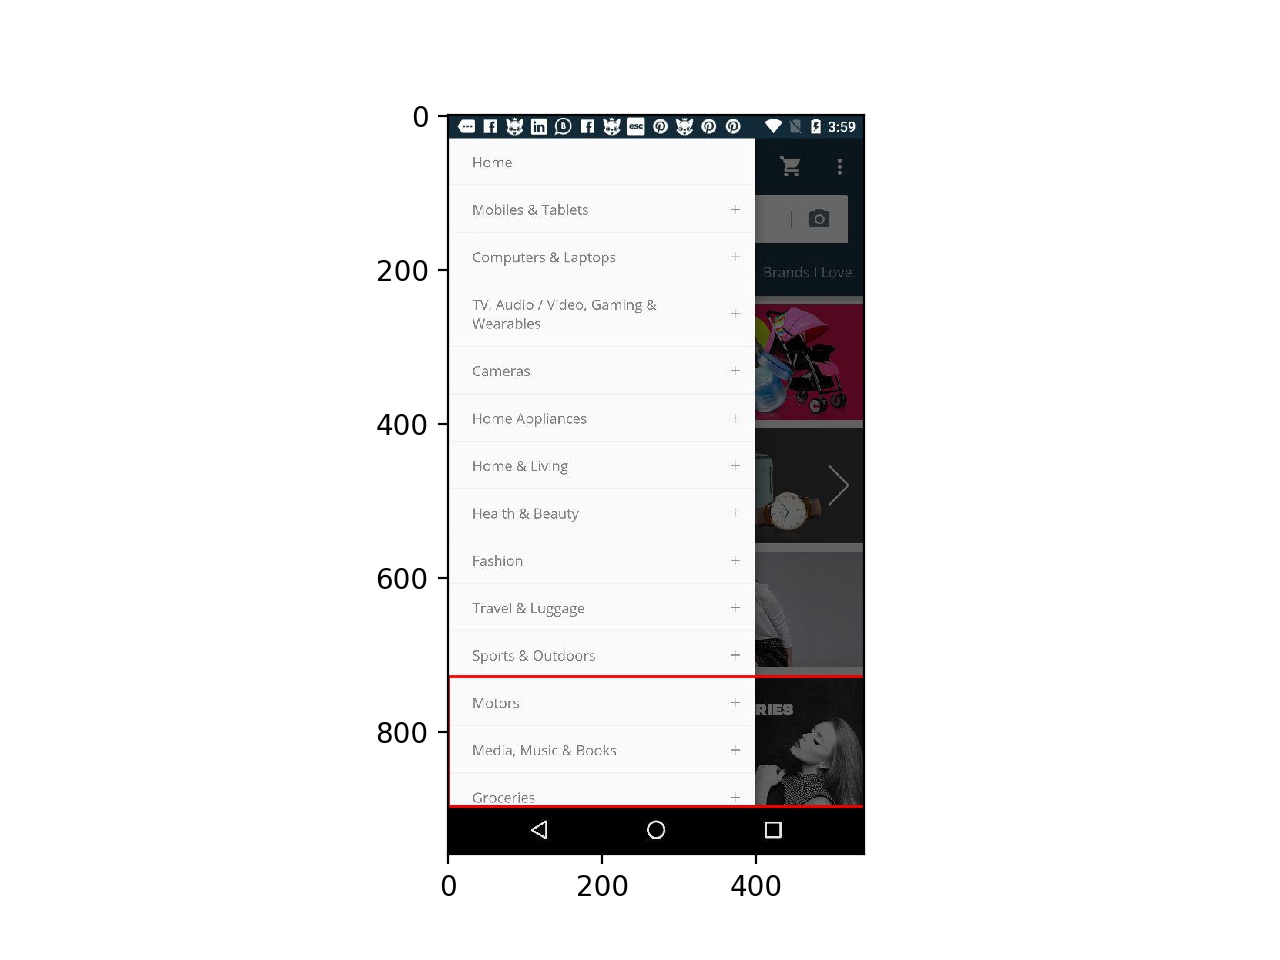 0
200
400
600
800
0
200
400
esc
3:59
Home
Mobiles & Tablets +
Computers & Laptops +
TV, Audio / Video, Gaming &
Wearables +
Cameras +
Home Appliances +
Home & Living +
Health & Beauty +
Fashion +
Travel & Luggage +
Sports & Outdoors +
Motors +
Media, Music & Books +
Groceries +
Brands I Love
RIES